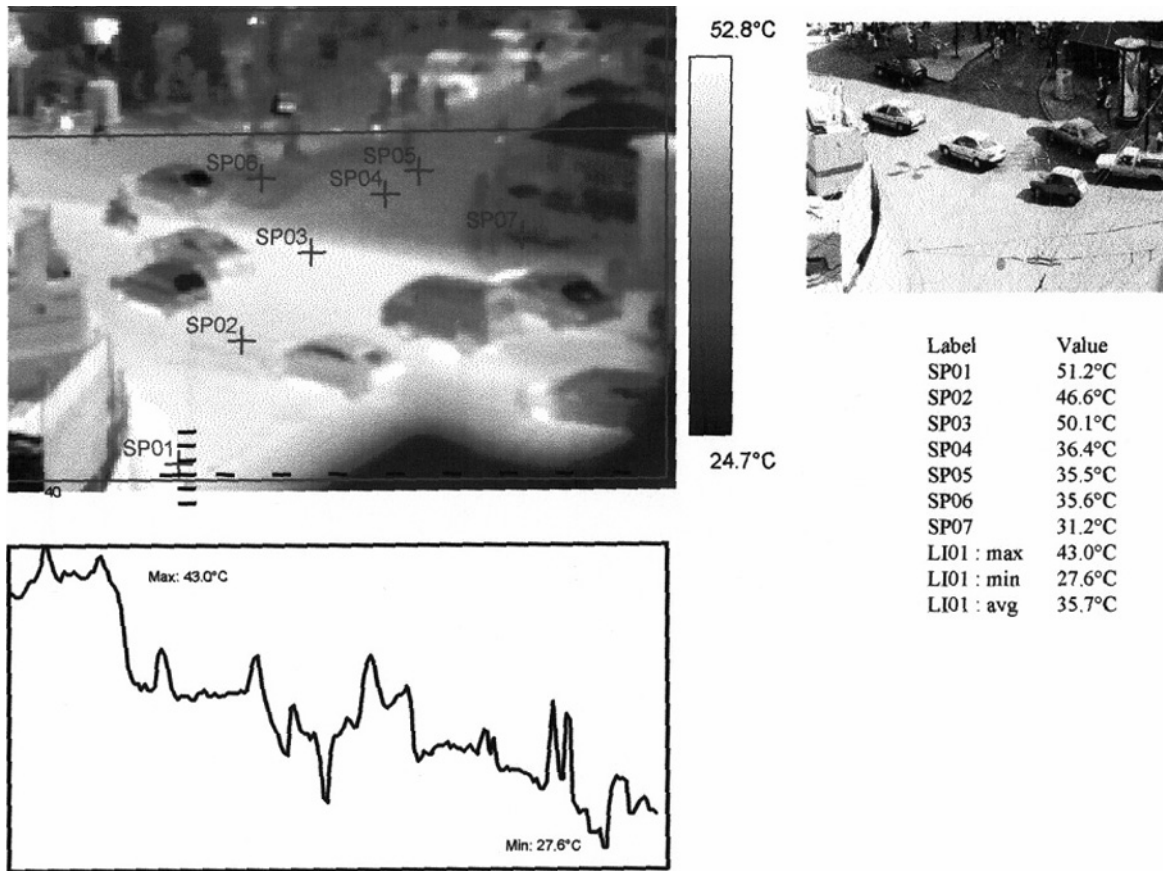 52.8°C
24.7°C
SP06
SP05
SP04
SP07
SP03
SP02
SP01
40
Label Value
SP01 51.2°C
SP02 46.6°C
SP03 50.1°C
SP04 36.4°C
SP05 35.5°C
SP06 35.6°C
SP07 31.2°C
LI01 : max 43.0°C
LI01 : min 27.6°C
LI01 : avg 35.7°C
Max: 43.0°C
Min: 27.6°C